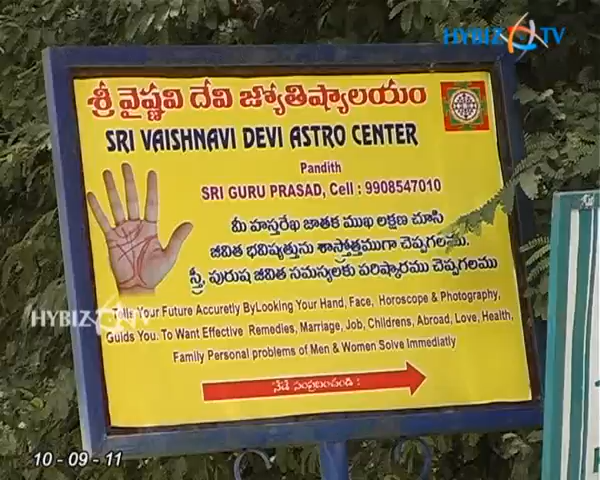 HYBIZ TV
శ్రీ వైష్ణవి దేవి జ్యోతిష్యాలయం
SRI VAISHNAVI DEVI ASTRO CENTER
Pandith
SRI GURU PRASAD, Cell : 9908547010
మీ హస్తరేఖ జాతక ముఖ లక్షణ చూసి
జీవిత భవిష్యత్తును శాస్త్రోత్తముగా చెప్పగలము.
స్త్రీ, పురుష జీవిత సమస్యలకు పరిష్కారము చెప్పగలము
Tells Your Future Accuretly ByLooking Your Hand, Face, Horoscope & Photography,
HYBIZ TV
Guids You. To Want Effective Remedies, Marriage, Job, Childrens, Abroad, Love, Health,
Family Personal problems of Men & Women Solve Immediatly
నేడే సంప్రదించండి :
10 - 09 - 11